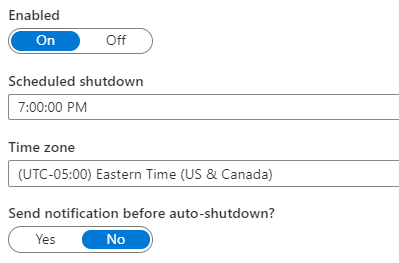 Enabled
On Off
Scheduled shutdown
7:00:00 PM
Time zone
(UTC-05:00) Eastern Time (US & Canada)
Send notification before auto-shutdown?
Yes No